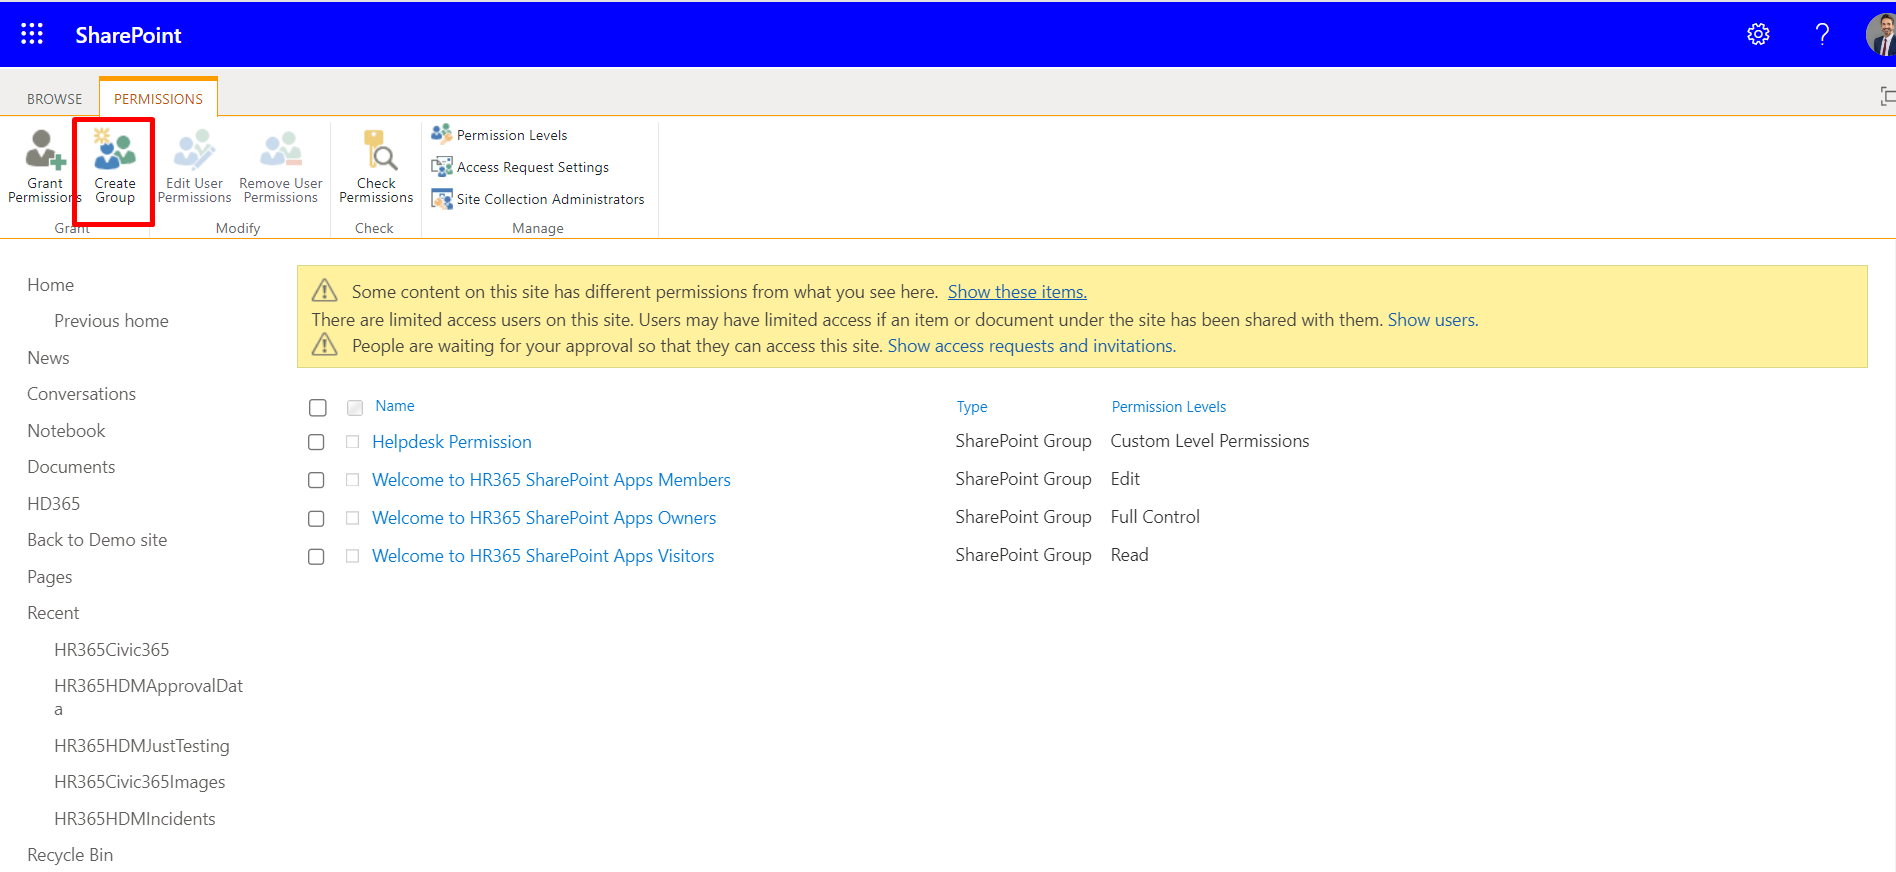 SharePoint
BROWSE
PERMISSIONS
Grant
Permissions
Create
Group
Edit User
Permissions
Remove User
Permissions
Check
Permissions
Permission Levels
Access Request Settings
Site Collection Administrators
Grant
Modify
Check
Manage
Home
Previous home
News
Conversations
Notebook
Documents
HD365
Back to Demo site
Pages
Recent
HR365Civic365
HR365HDMApprovalDat
a
HR365HDMJustTesting
HR365Civic365Images
HR365HDMIncidents
Recycle Bin
Some content on this site has different permissions from what you see here. Show these items.
There are limited access users on this site. Users may have limited access if an item or document under the site has been shared with them. Show users.
People are waiting for your approval so that they can access this site. Show access requests and invitations.
Name Type Permission Levels
Helpdesk Permission SharePoint Group Custom Level Permissions
Welcome to HR365 SharePoint Apps Members SharePoint Group Edit
Welcome to HR365 SharePoint Apps Owners SharePoint Group Full Control
Welcome to HR365 SharePoint Apps Visitors SharePoint Group Read